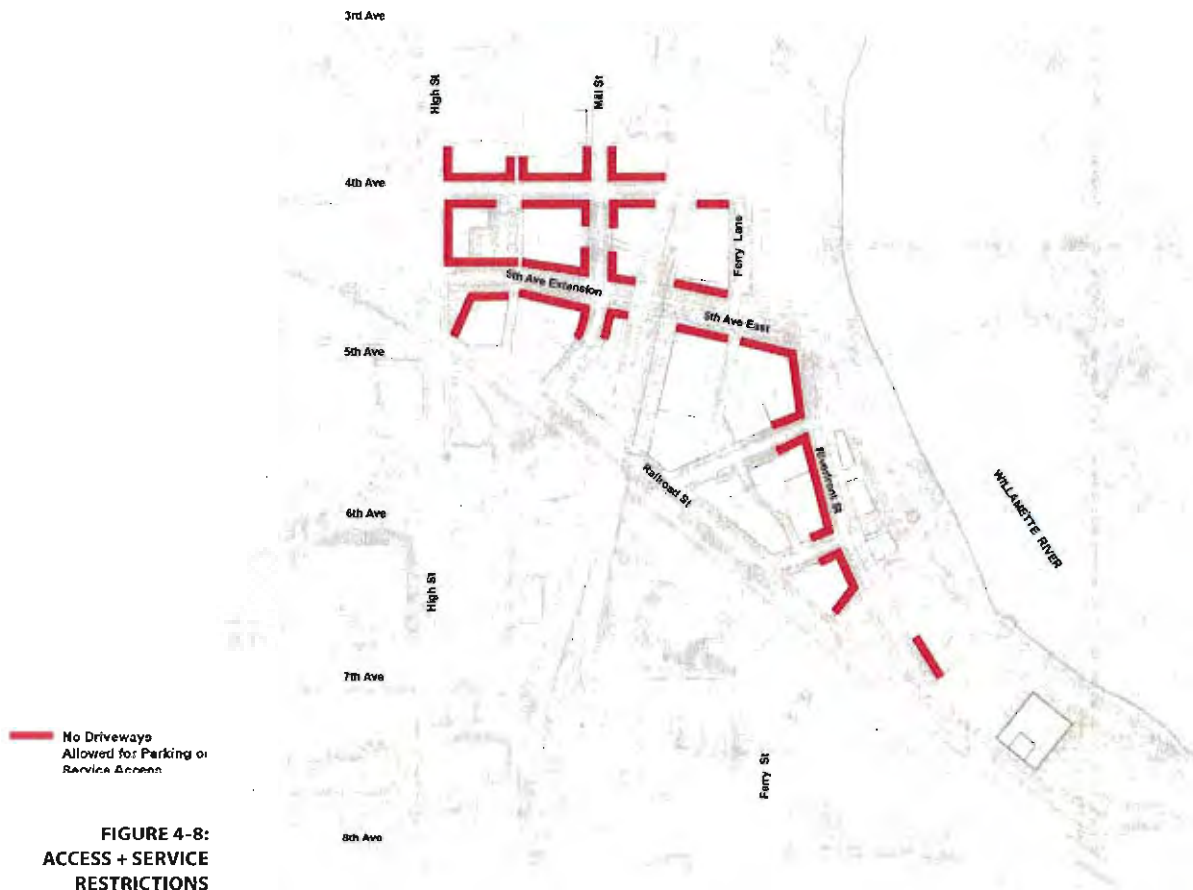 3rd Ave
High St
Mill St
4th Ave
Ferry Lane
5th Ave Extension
5th Ave East
5th Ave
Riverfront St
Railroad St
WILLAMETTE RIVER
6th Ave
High St
7th Ave
No Driveways
Allowed for Parking or
Service Access
Ferry St
8th Ave
FIGURE 4-8:
ACCESS + SERVICE
RESTRICTIONS